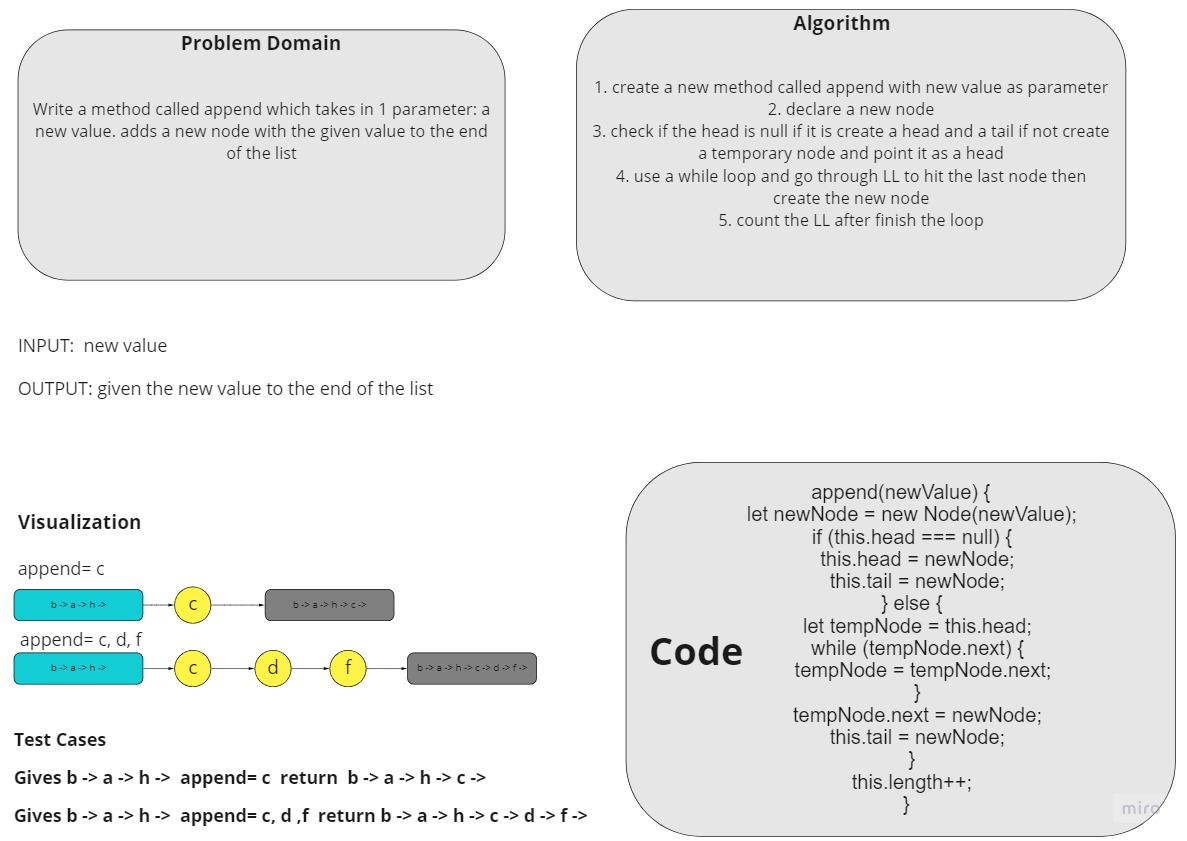 Problem Domain
Write a method called append which takes in 1 parameter: a
new value. adds a new node with the given value to the end
of the list
Algorithm
1. create a new method called append with new value as parameter
2. declare a new node
3. check if the head is null if it is create a head and a tail if not create
a temporary node and point it as a head
4. use a while loop and go through LL to hit the last node then
create the new node
5. count the LL after finish the loop
INPUT:  new value
OUTPUT: given the new value to the end of the list
Visualization
append= c
b -> a -> h ->
c
b -> a -> h -> c ->
append= c, d, f
b -> a -> h ->
c
d
f
b -> a -> h -> c -> d -> f ->
Test Cases
Gives b -> a -> h ->  append= c  return  b -> a -> h -> c ->
Gives b -> a -> h ->  append= c, d ,f  return b -> a -> h -> c -> d -> f ->
Code
append(newValue) {
let newNode = new Node(newValue);
if (this.head === null) {
this.head = newNode;
this.tail = newNode;
} else {
let tempNode = this.head;
while (tempNode.next) {
tempNode = tempNode.next;
}
tempNode.next = newNode;
this.tail = newNode;
}
this.length++;
}
miro